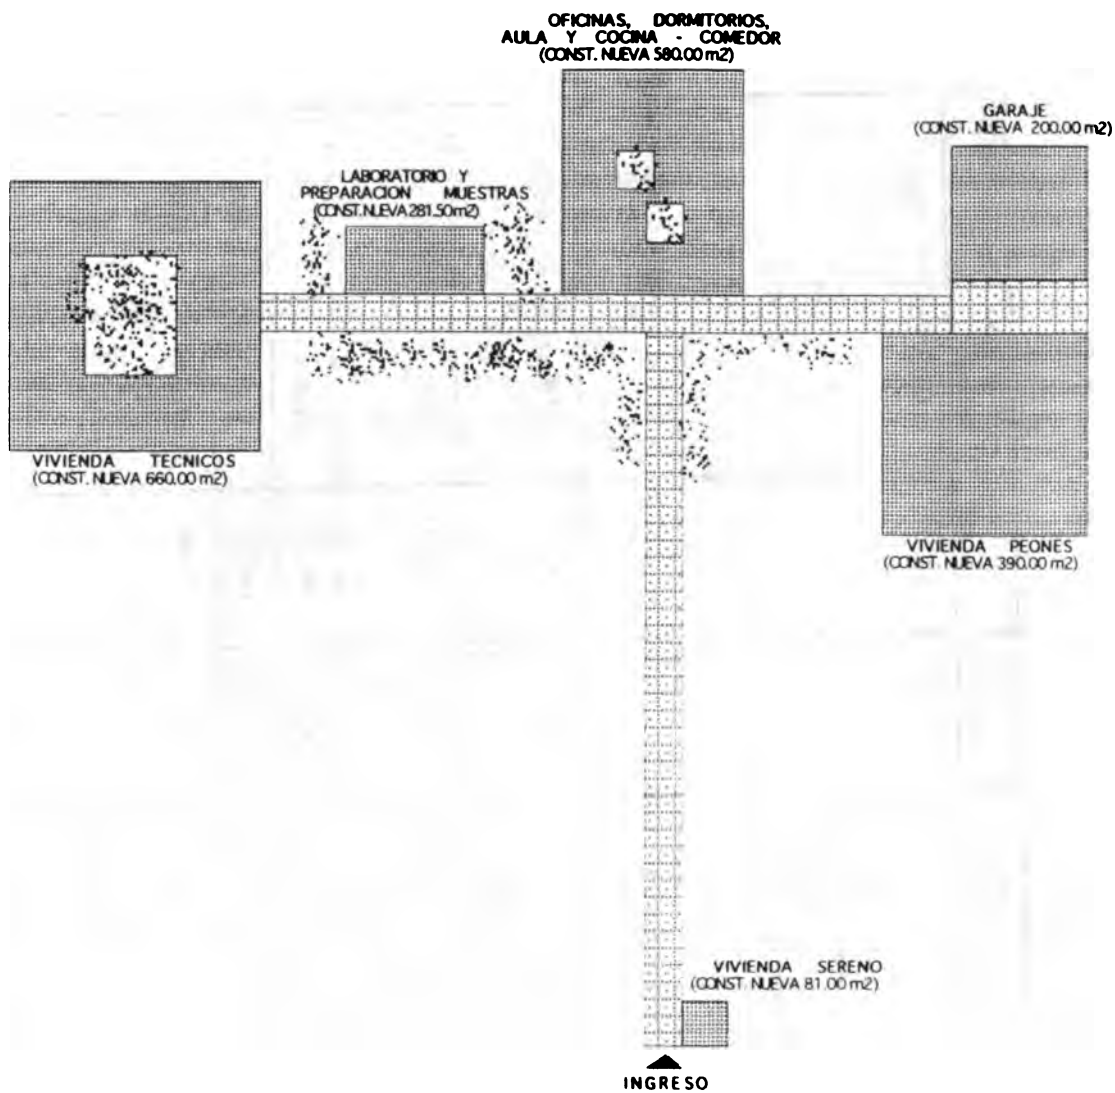 OFICINAS, DORMITORIOS,
AULA Y COCINA - COMEDOR
(CONST. NUEVA 580.00 m2)
GARAJE
(CONST. NUEVA 200.00 m2)
LABORATORIO Y
PREPARACION MUESTRAS
(CONST. NUEVA 281.50m2)
VIVIENDA TECNICOS
(CONST. NUEVA 660.00 m2)
VIVIENDA PEONES
(CONST. NUEVA 390.00 m2)
VIVIENDA SERENO
(CONST. NUEVA 81.00 m2)
INGRESO